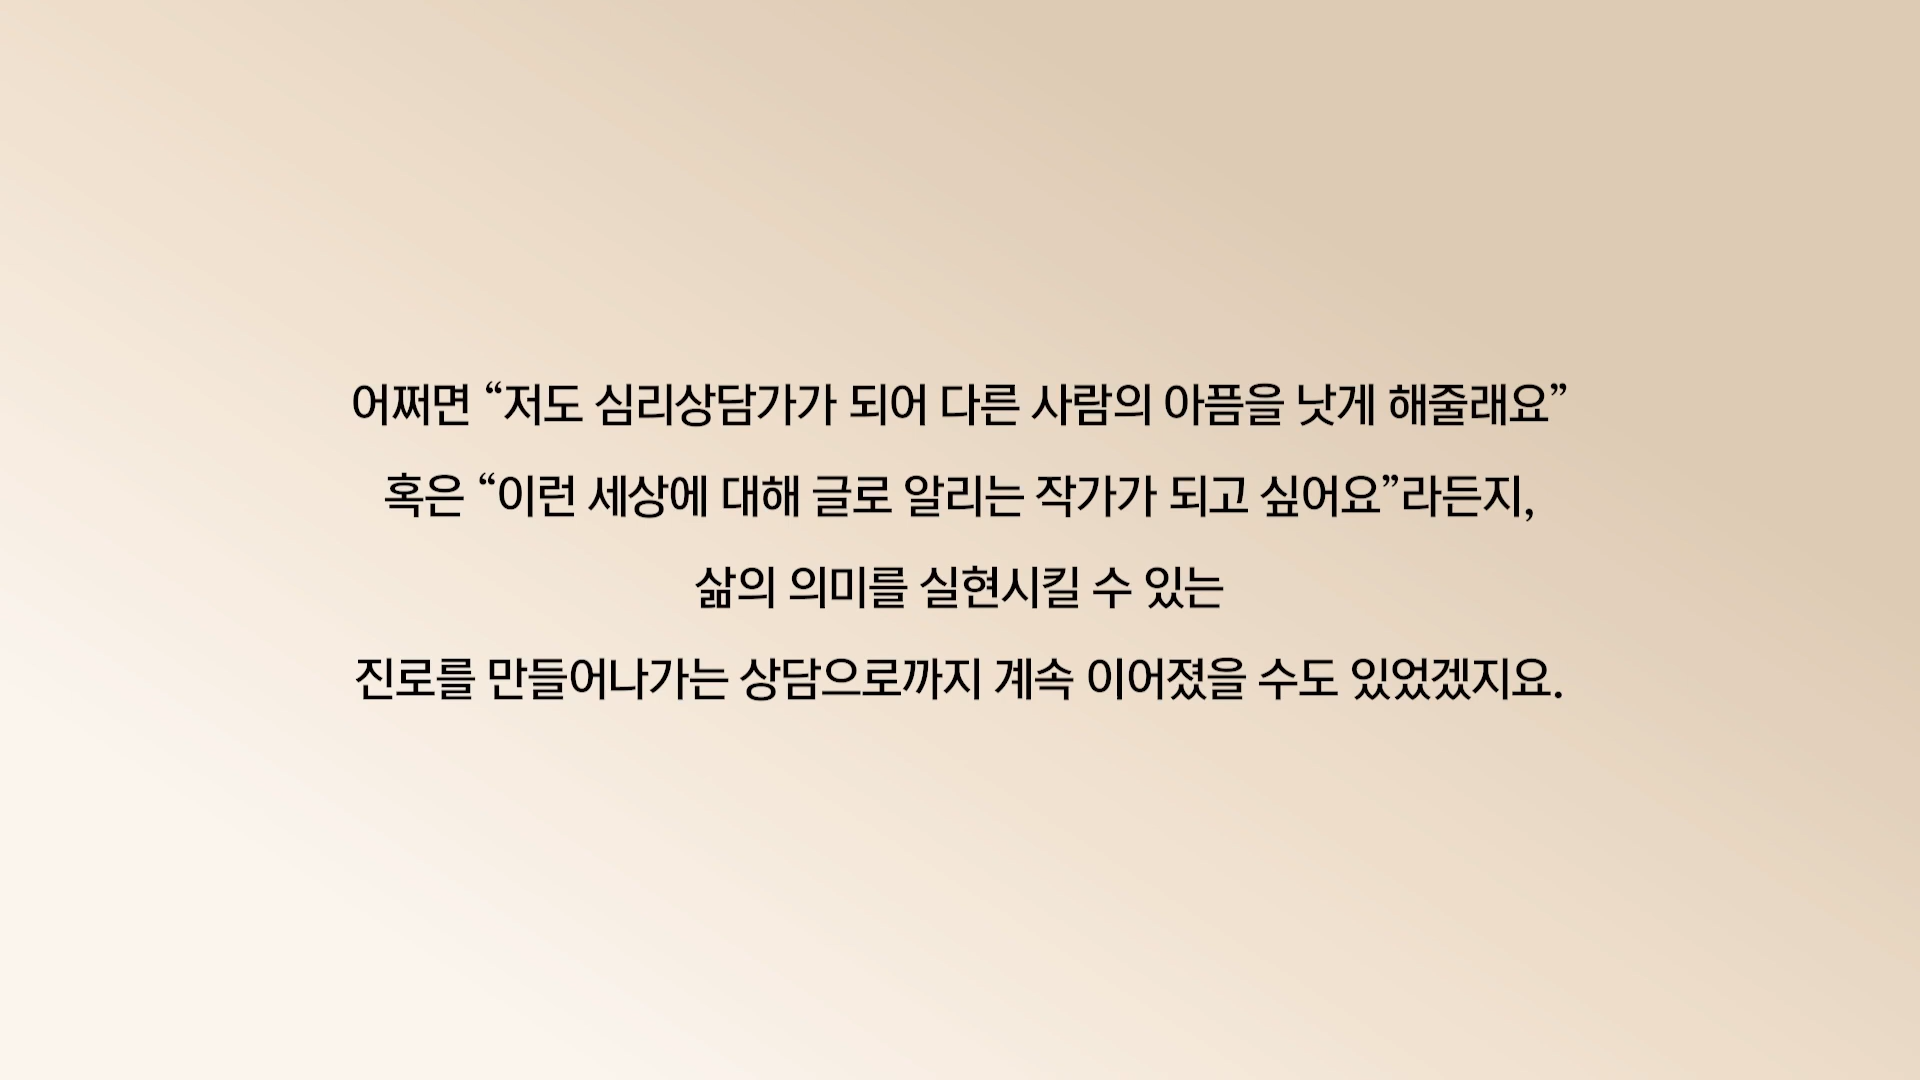 어쩌면 “저도 심리상담가가 되어 다른 사람의 아픔을 낫게 해줄래요”
혹은 “이런 세상에 대해 글로 알리는 작가가 되고 싶어요”라든지,
삶의 의미를 실현시킬 수 있는
진로를 만들어나가는 상담으로까지 계속 이어졌을 수도 있었겠지요.